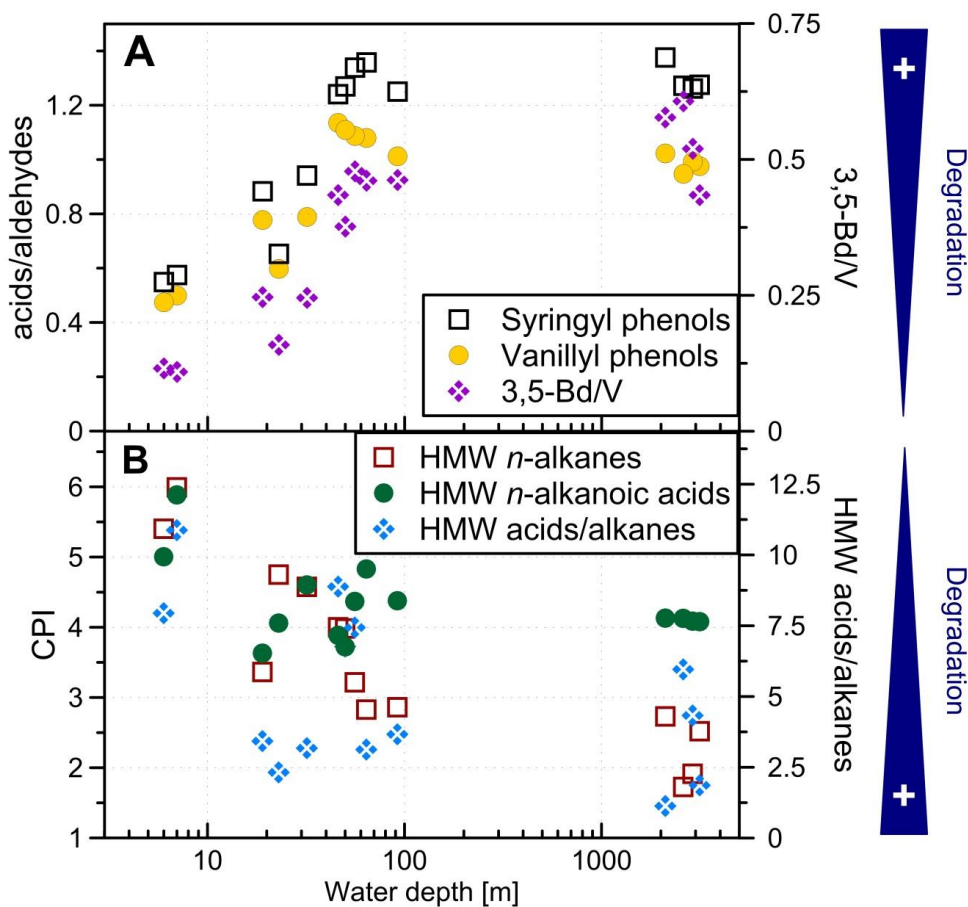 A
acids/aldehydes
1.2
0.8
0.4
0
0.75
0.5
0.25
0
3,5-Bd/V
+
Degradation
Syringyl phenols
Vanillyl phenols
3,5-Bd/V
B
CPI
6
5
4
3
2
1
HMW n-alkanes
HMW n-alkanoic acids
HMW acids/alkanes
12.5
10
7.5
5
2.5
0
HMW acids/alkanes
Degradation
+
10
100
1000
Water depth [m]